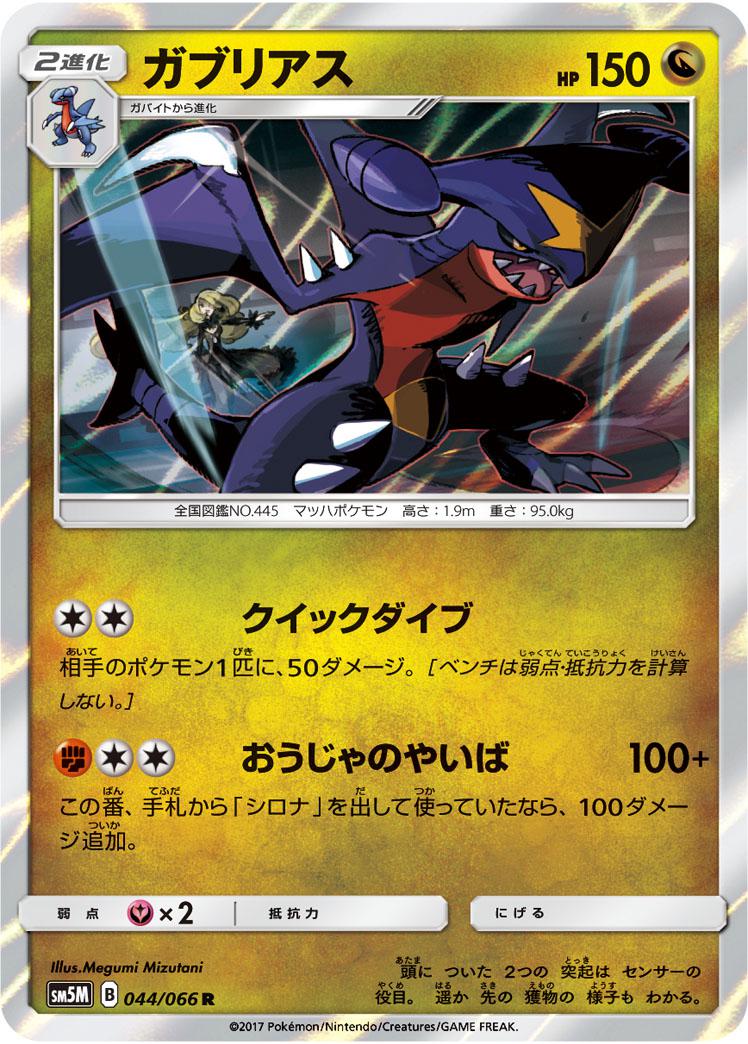 2進化
ガブリアス
HP 150
ガバイトから進化
全国図鑑NO.445 マッハポケモン 高さ：1.9m 重さ：95.0kg
クイックダイブ
相手のポケモン1匹に、50ダメージ。［ベンチは弱点・抵抗力を計算
しない。］
おうじゃのやいば 100+
この番、手札から「シロナ」を出して使っていたなら、100ダメー
ジ追加。
弱点 ×2 抵抗力 にげる
Illus.Megumi Mizutani
SM5M B 044/066 R
頭に ついた 2つの 突起は センサーの
役目。 遥か 先の 獲物の 様子も わかる。
©2017 Pokémon/Nintendo/Creatures/GAME FREAK.